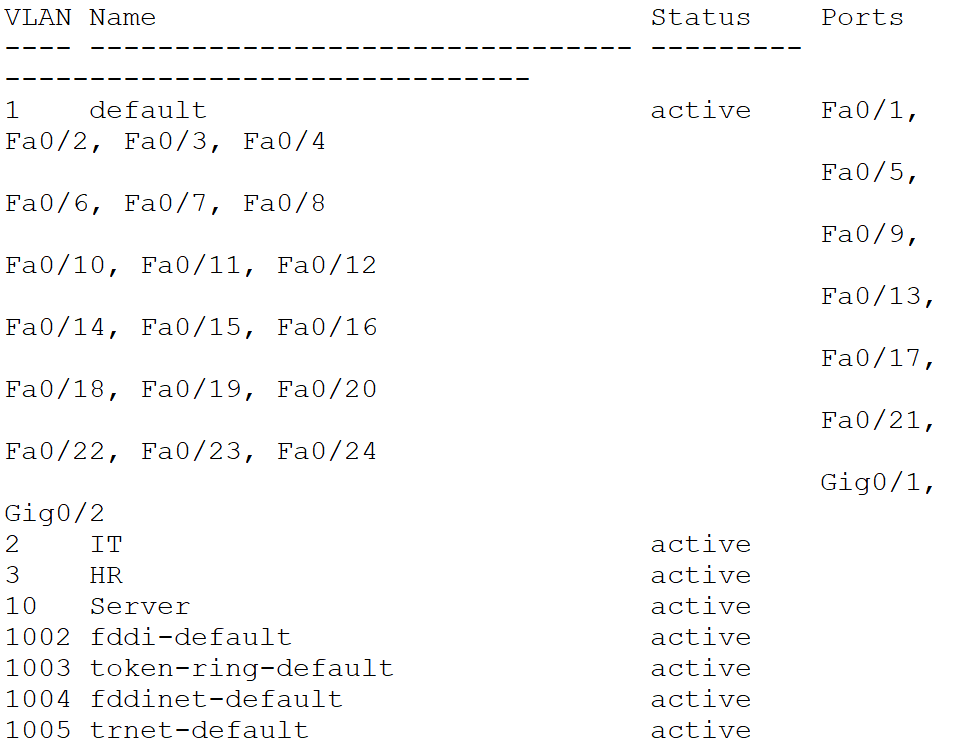 VLAN Name                             Status    Ports
---- -------------------------------- ---------
-------------------------------
1    default                          active    Fa0/1,
Fa0/2, Fa0/3, Fa0/4
                                                Fa0/5,
Fa0/6, Fa0/7, Fa0/8
                                                Fa0/9,
Fa0/10, Fa0/11, Fa0/12
                                                Fa0/13,
Fa0/14, Fa0/15, Fa0/16
                                                Fa0/17,
Fa0/18, Fa0/19, Fa0/20
                                                Fa0/21,
Fa0/22, Fa0/23, Fa0/24
                                                Gig0/1,
Gig0/2
2    IT                               active
3    HR                               active
10   Server                           active
1002 fddi-default                     active
1003 token-ring-default               active
1004 fddinet-default                  active
1005 trnet-default                    active